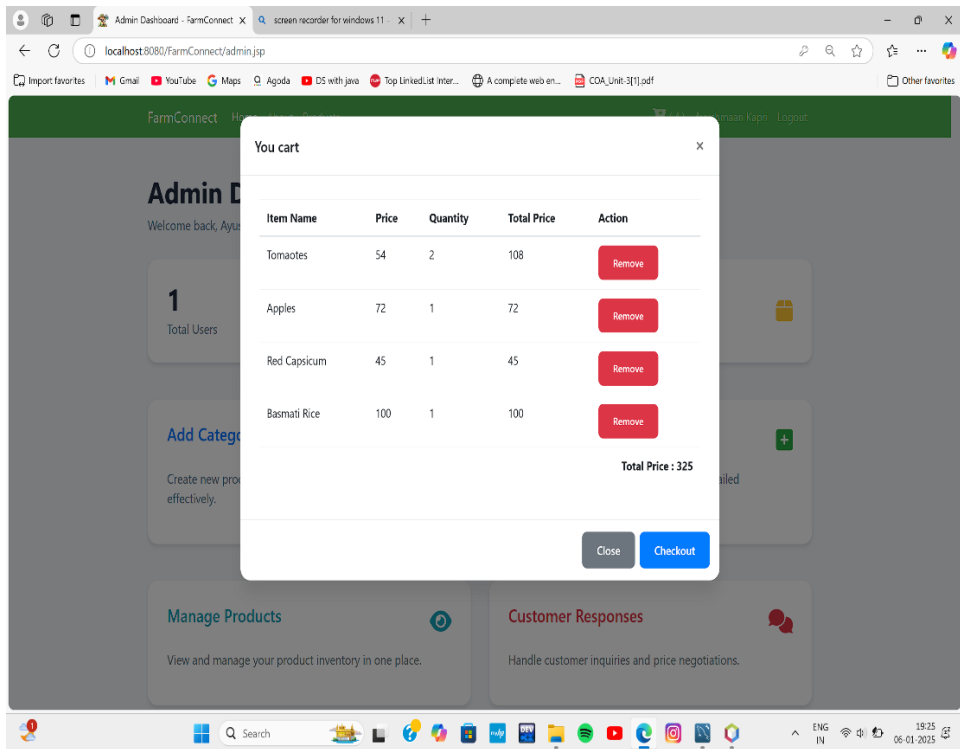 Admin Dashboard - FarmConnect
screen recorder for windows 11 -
localhost:8080/FarmConnect/admin.jsp
Import favorites
Gmail
YouTube
Maps
Agoda
DS with java
Top LinkedList Inter...
A complete web en...
COA_Unit-3[1].pdf
Other favorites
FarmConnect
Logout
You cart
x
Admin D
Welcome back, Ayus
Item Name Price Quantity Total Price Action
Tomaotes 54 2 108 Remove
Apples 72 1 72 Remove
Red Capsicum 45 1 45 Remove
Basmati Rice 100 1 100 Remove
Total Price : 325
Close Checkout
1
Total Users
Add Catego
Create new pro
effectively.
ailed
Manage Products
View and manage your product inventory in one place.
Customer Responses
Handle customer inquiries and price negotiations.
1
Search
DEV
ENG
IN
19:25
06-01-2025